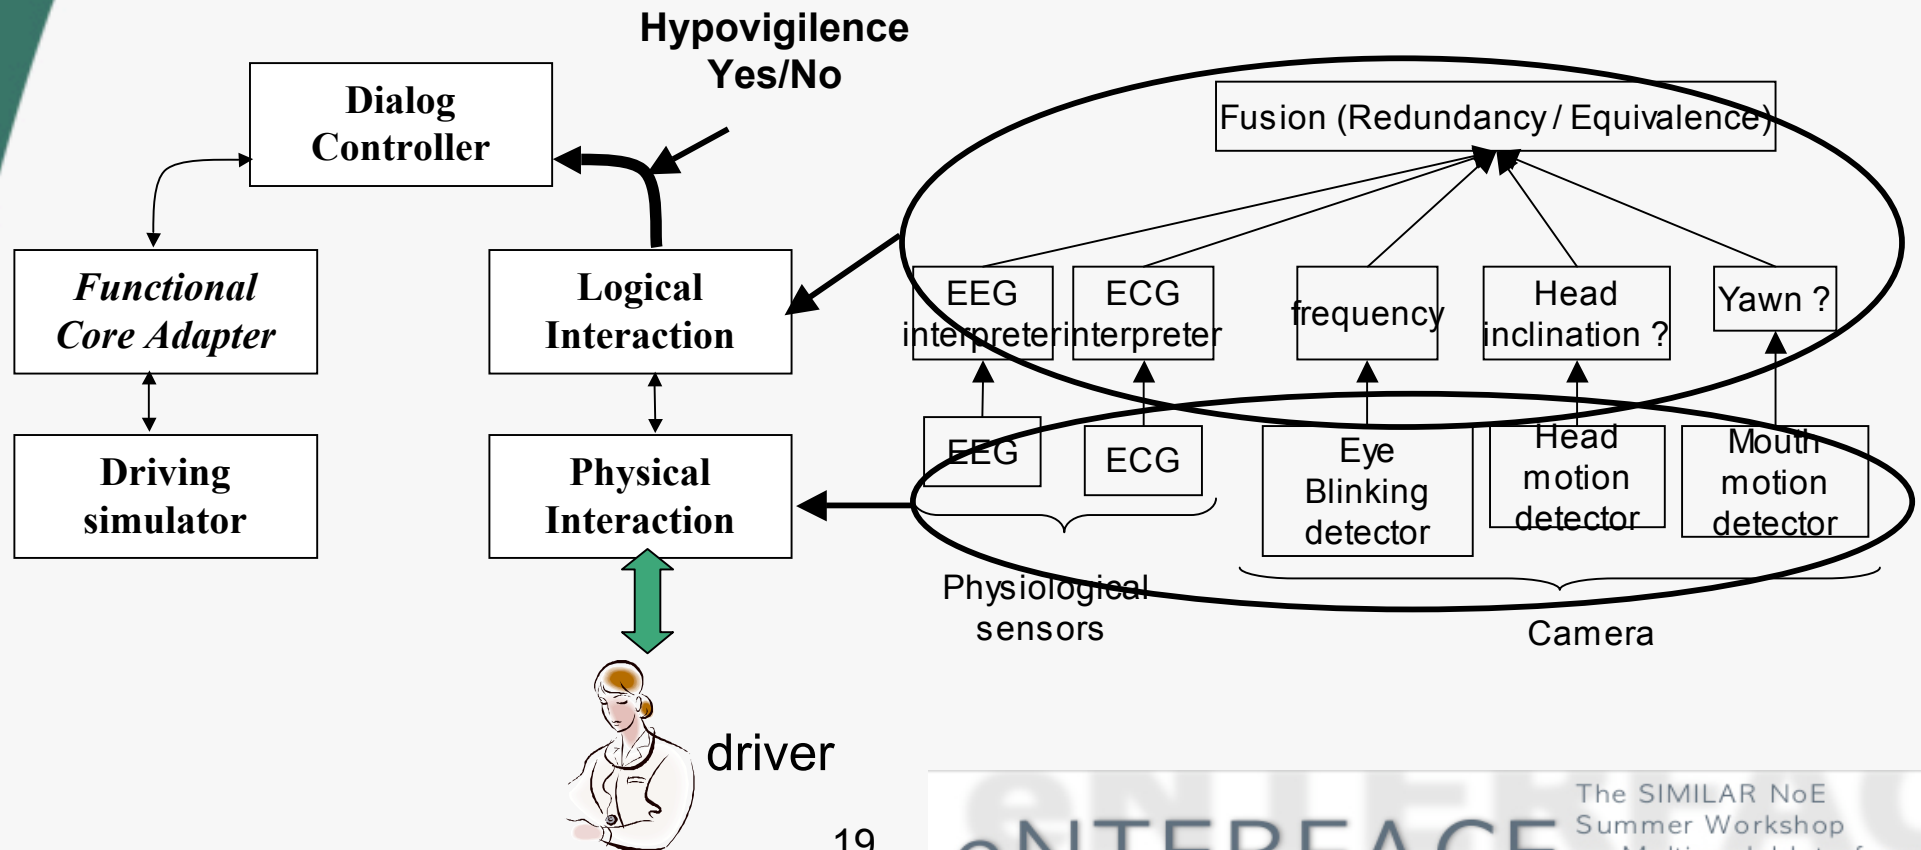 Hypovigilence
Yes/No
Dialog
Controller
Fusion (Redundancy / Equivalence)
Functional
Core Adapter
Logical
Interaction
EEG
interpreter
ECG
interpreter
frequency
Head
inclination ?
Yawn ?
Driving
simulator
Physical
Interaction
EEG
ECG
Eye
Blinking
detector
Head
motion
detector
Mouth
motion
detector
Physiological
sensors
Camera
driver
19
eNTERFACE
The SIMILAR NoE
Summer Workshop